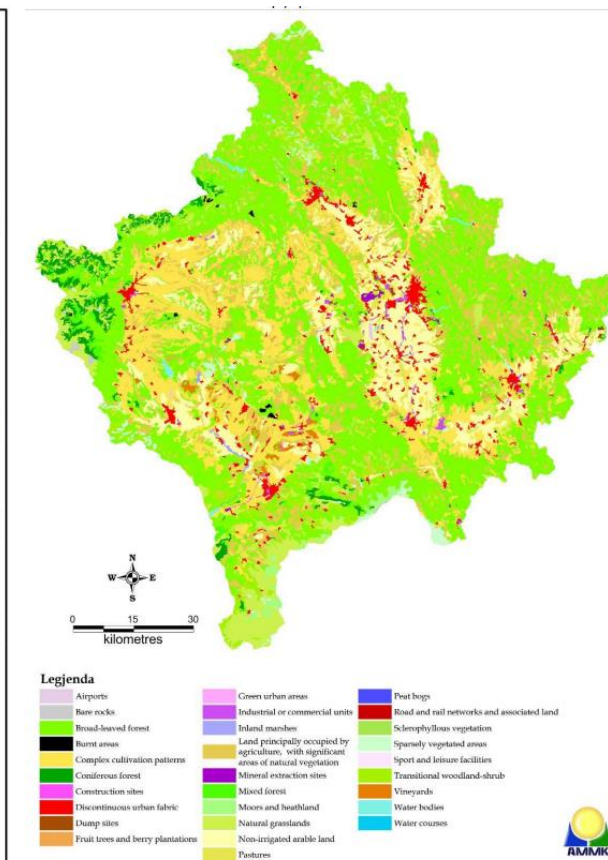 N
W E
S
0 15 30
kilometres
Legjenda
Airports
Bare rocks
Broad-leaved forest
Burnt areas
Complex cultivation patterns
Coniferous forest
Construction sites
Discontinuous urban fabric
Dump sites
Fruit trees and berry plantations
Green urban areas
Industrial or commercial units
Inland marshes
Land principally occupied by
agriculture, with significant
areas of natural vegetation
Mineral extraction sites
Mixed forest
Moors and heathland
Natural grasslands
Non-irrigated arable land
Pastures
Peat bogs
Road and rail networks and associated land
Sclerophyllous vegetation
Sparsely vegetated areas
Sport and leisure facilities
Transitional woodland-shrub
Vineyards
Water bodies
Water courses
AMMK